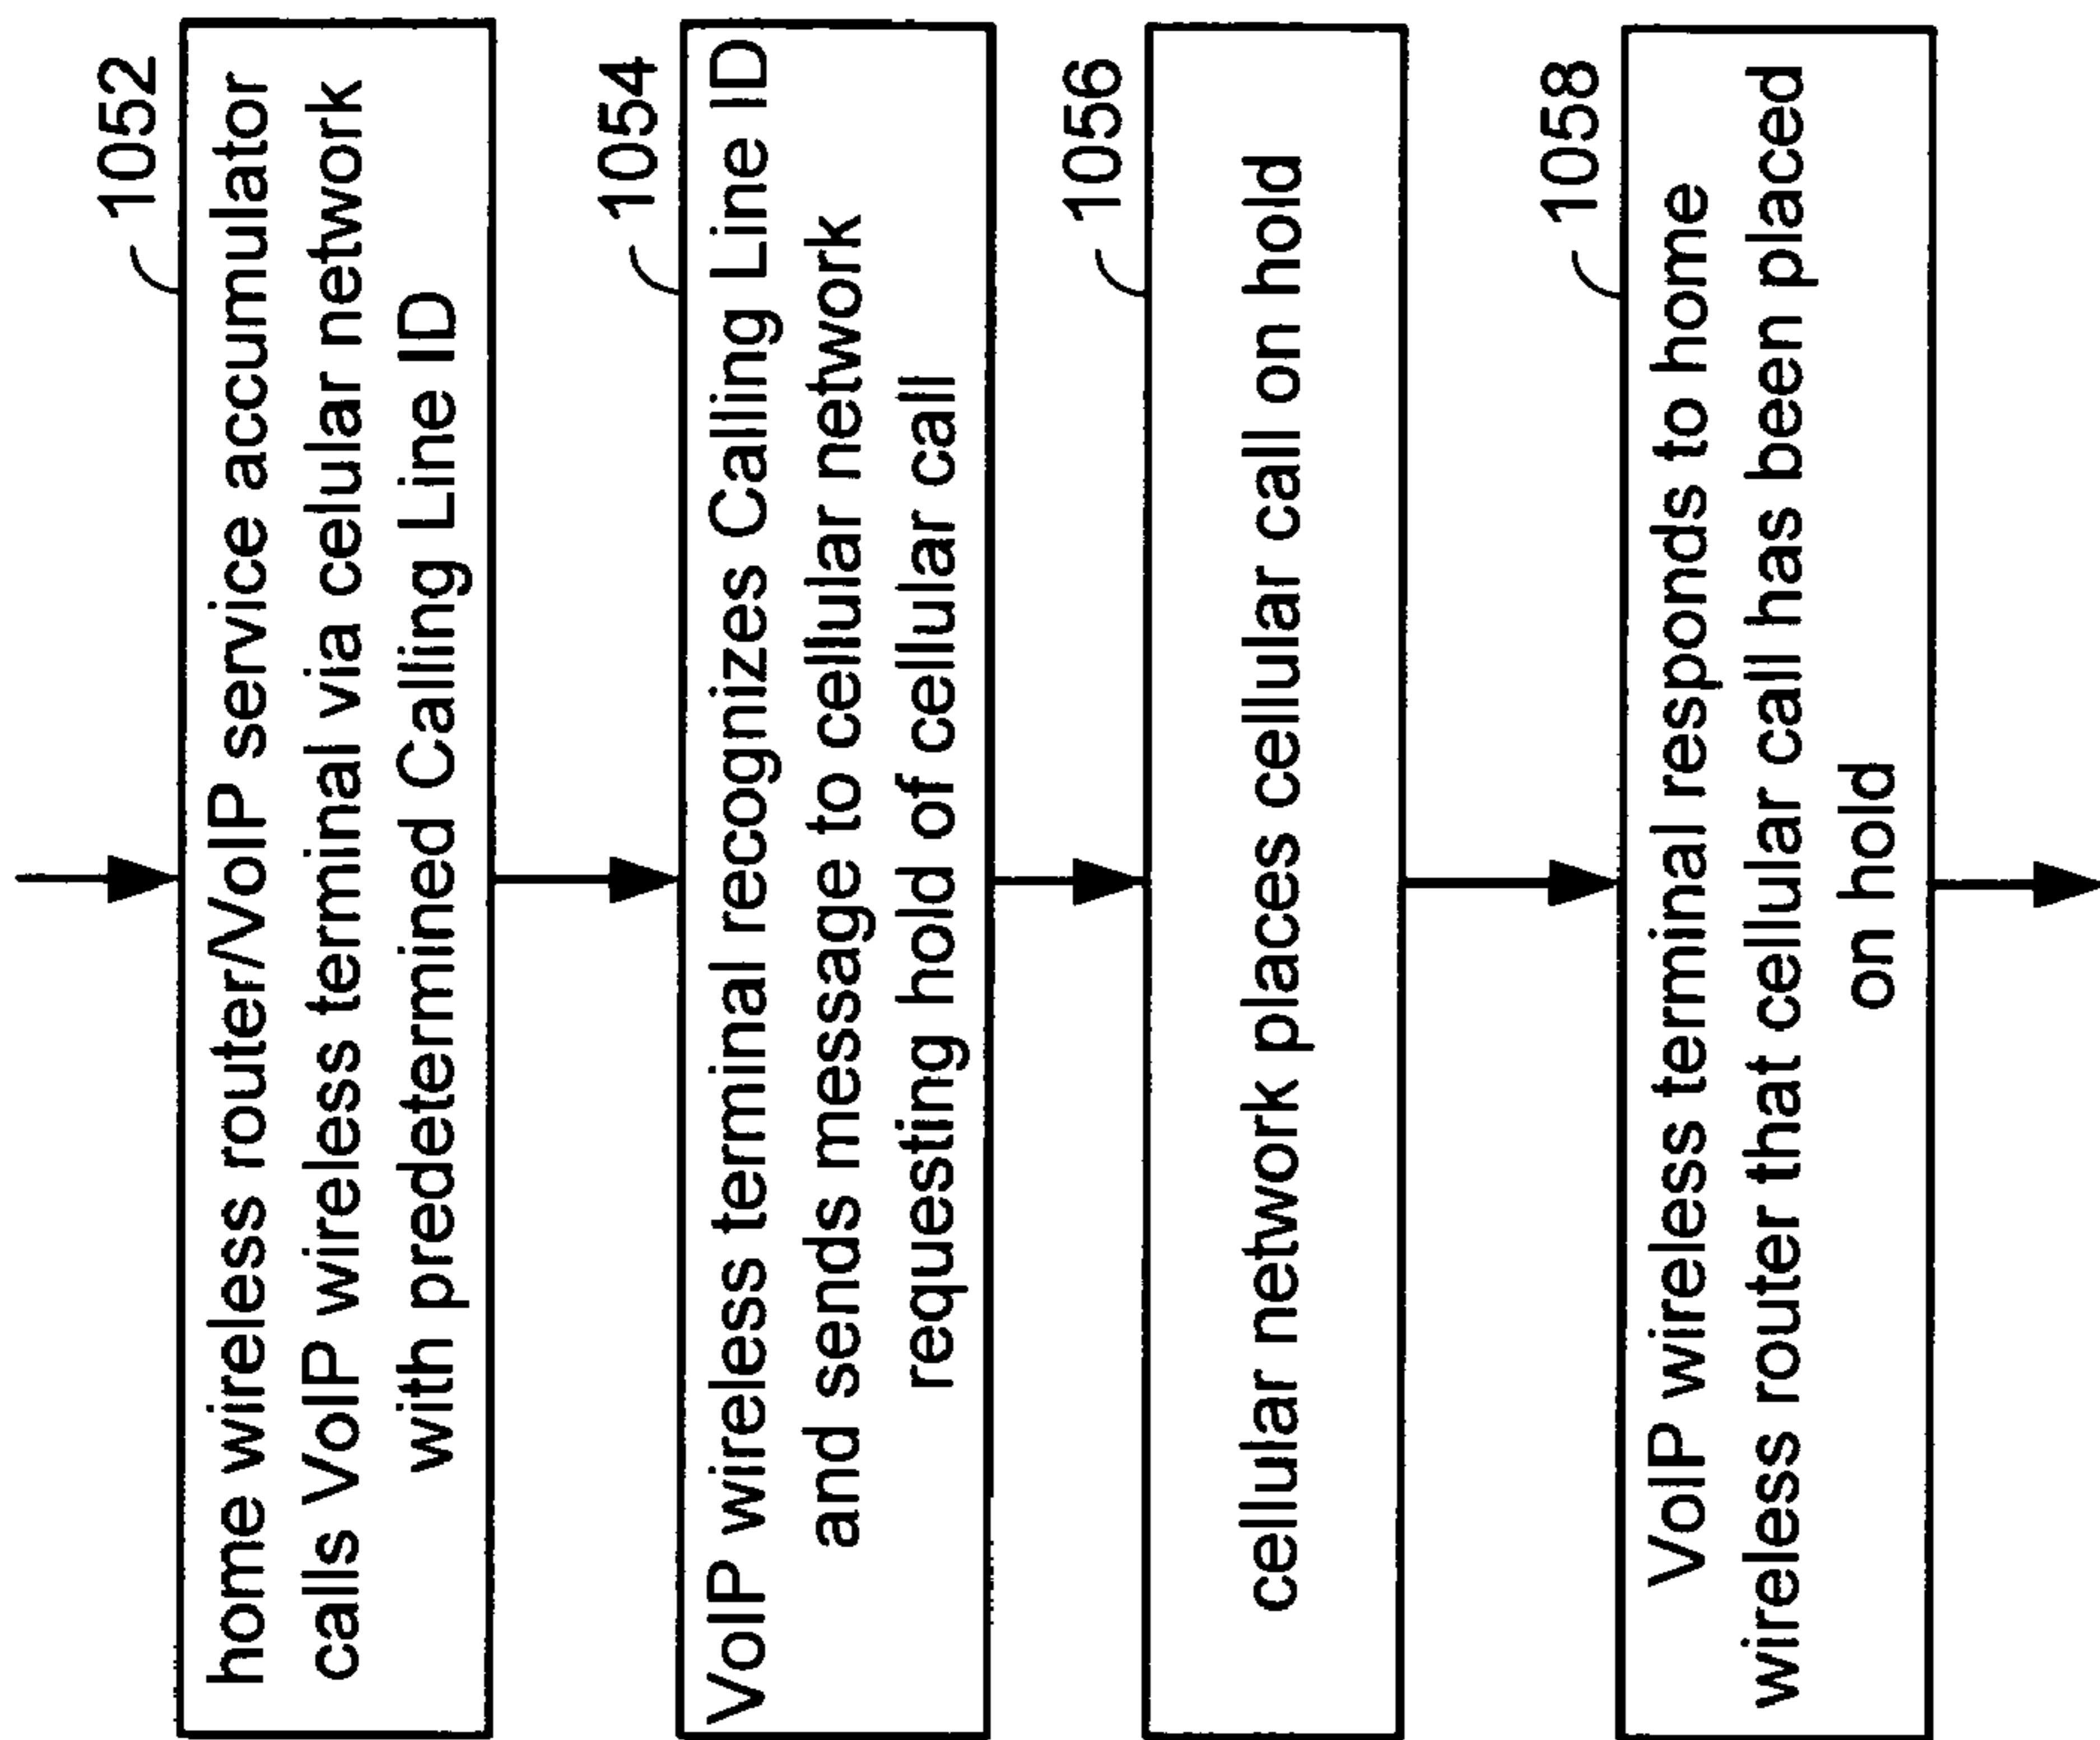 1052
home wireless router/VoIP service accumulator
calls VoIP wireless terminal via celular network
with predetermined Calling Line ID
1054
VoIP wireless terminal recognizes Calling Line ID
and sends message to cellular network
requesting hold of cellular call
1056
cellular network places cellular call on hold
1058
VoIP wireless terminal responds to home
wireless router that cellular call has been placed
on hold